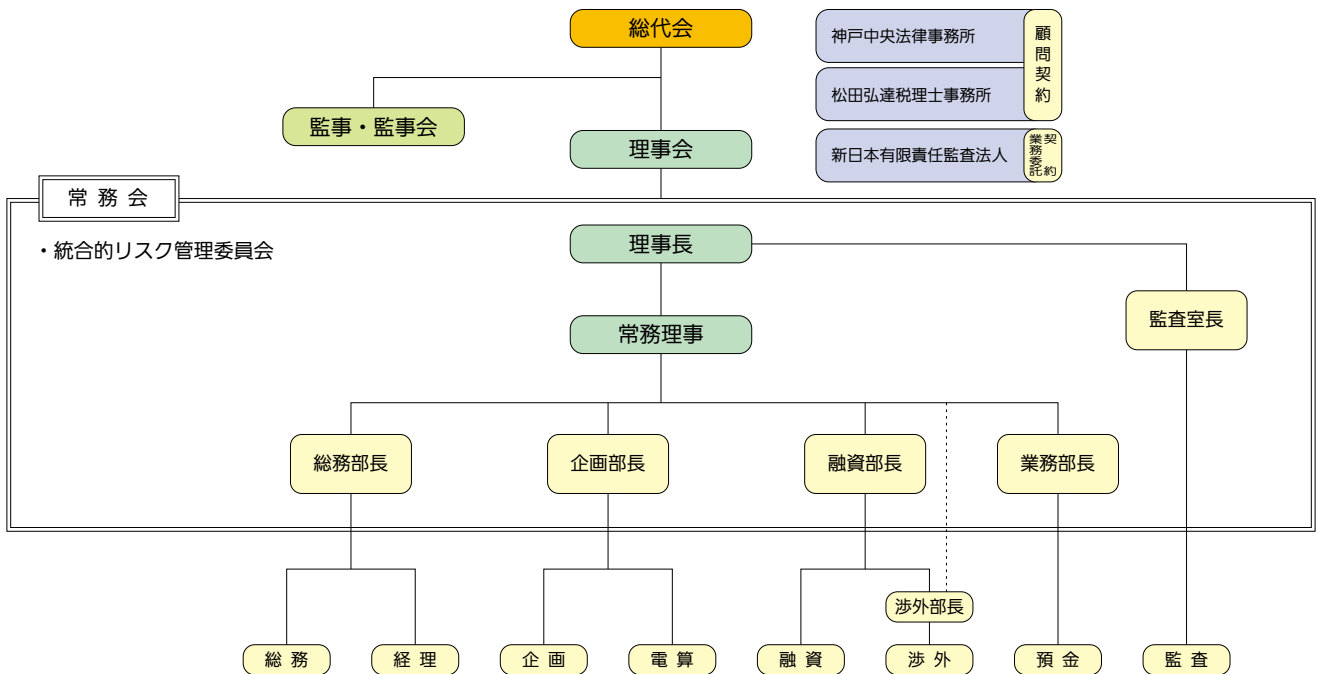 総代会
神戸中央法律事務所
松田弘達税理士事務所
顧問契約
監事・監事会
理事会
新日本有限責任監査法人
業務委託契約
常務会
・統合的リスク管理委員会
理事長
監査室長
常務理事
総務部長
企画部長
融資部長
業務部長
渉外部長
総務
経理
企画
電算
融資
渉外
預金
監査